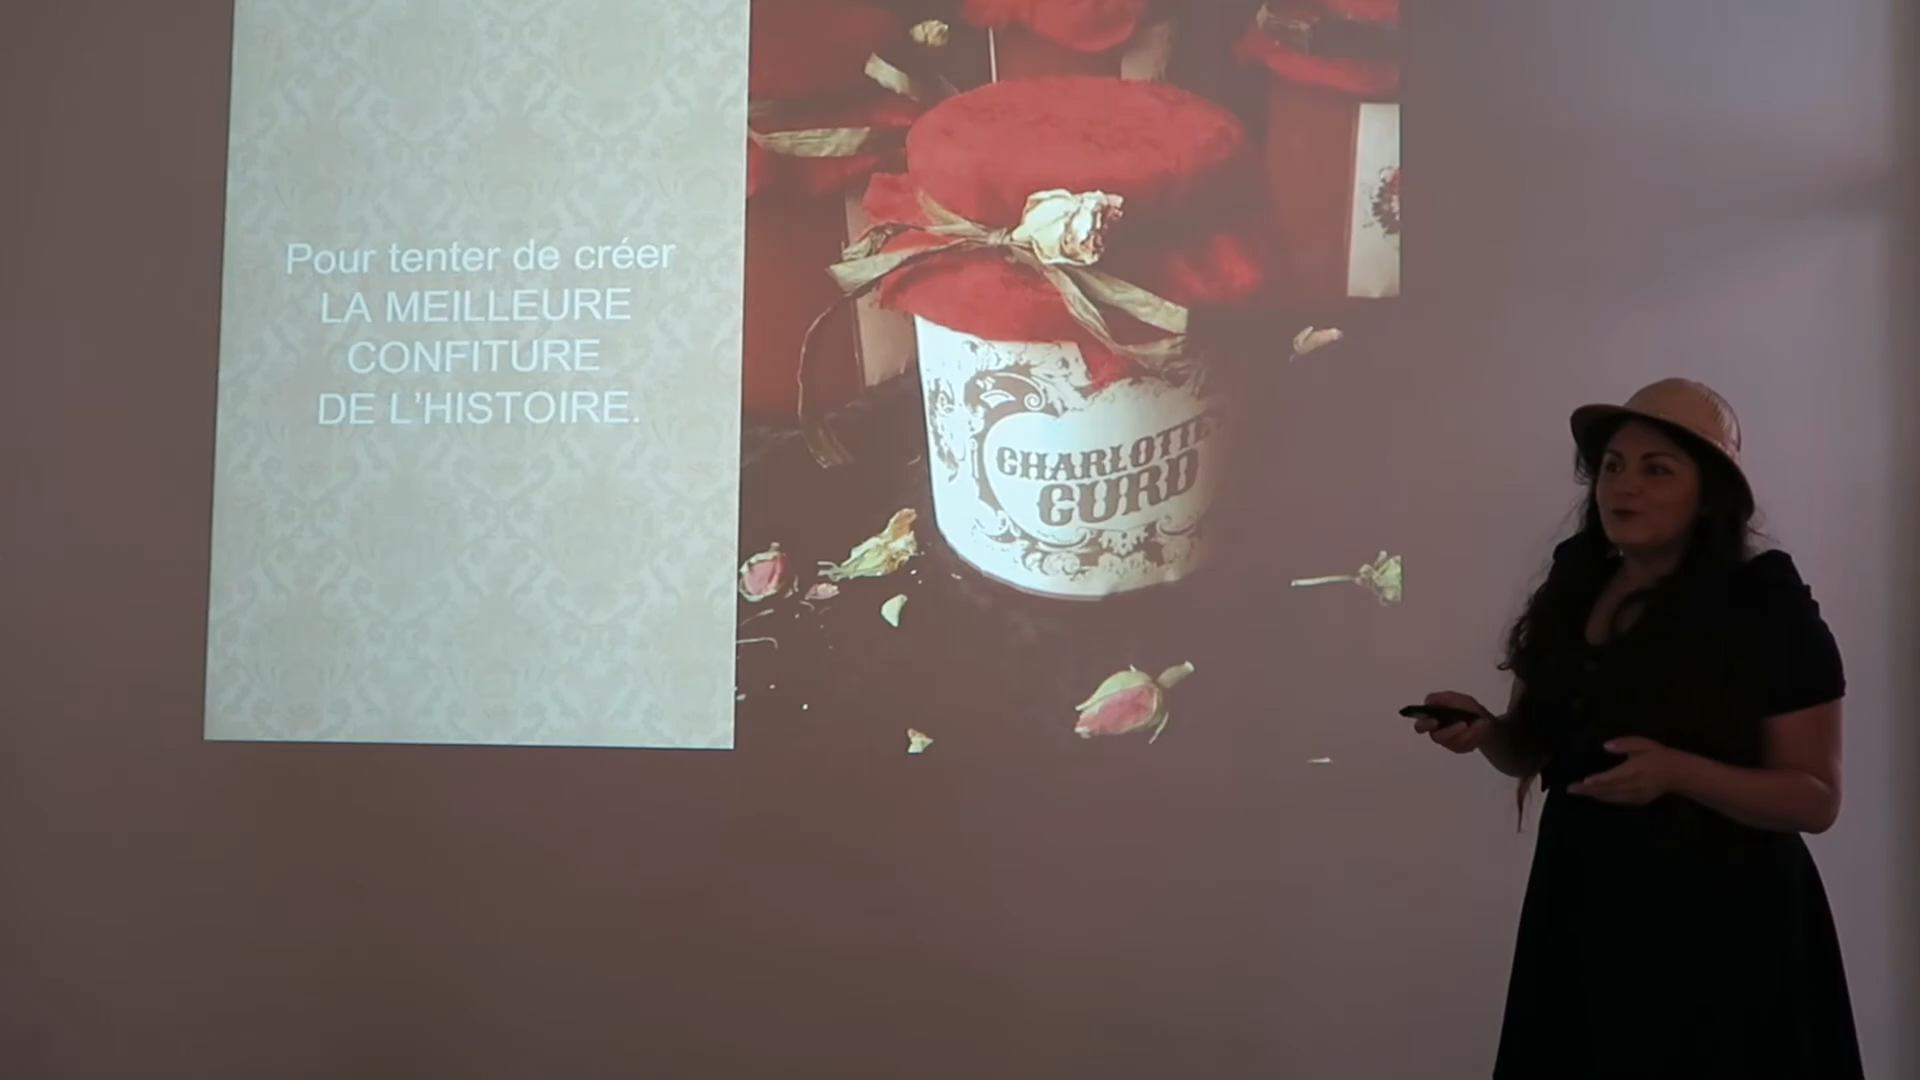 Pour tenter de créer
LA MEILLEURE
CONFITURE
DE L'HISTOIRE.
CHARLOTTE
CURD